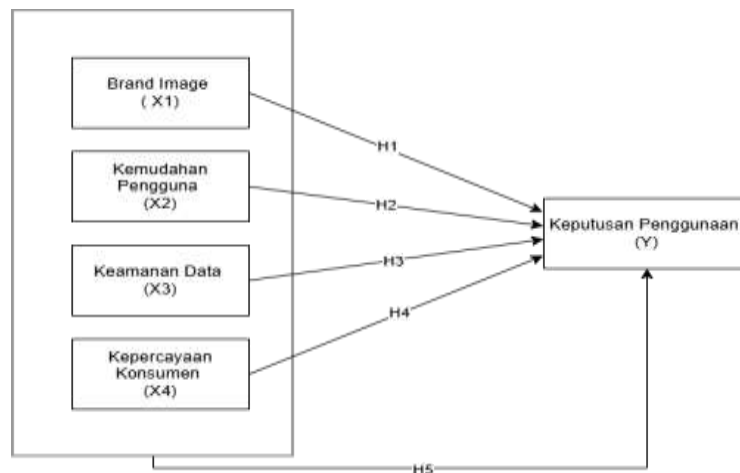 Brand Image
( X1)
Kemudahan
Pengguna
(X2)
Keamanan Data
(X3)
Kepercayaan
Konsumen
(X4)
H1
H2
H3
H4
Keputusan Penggunaan
(Y)
H5